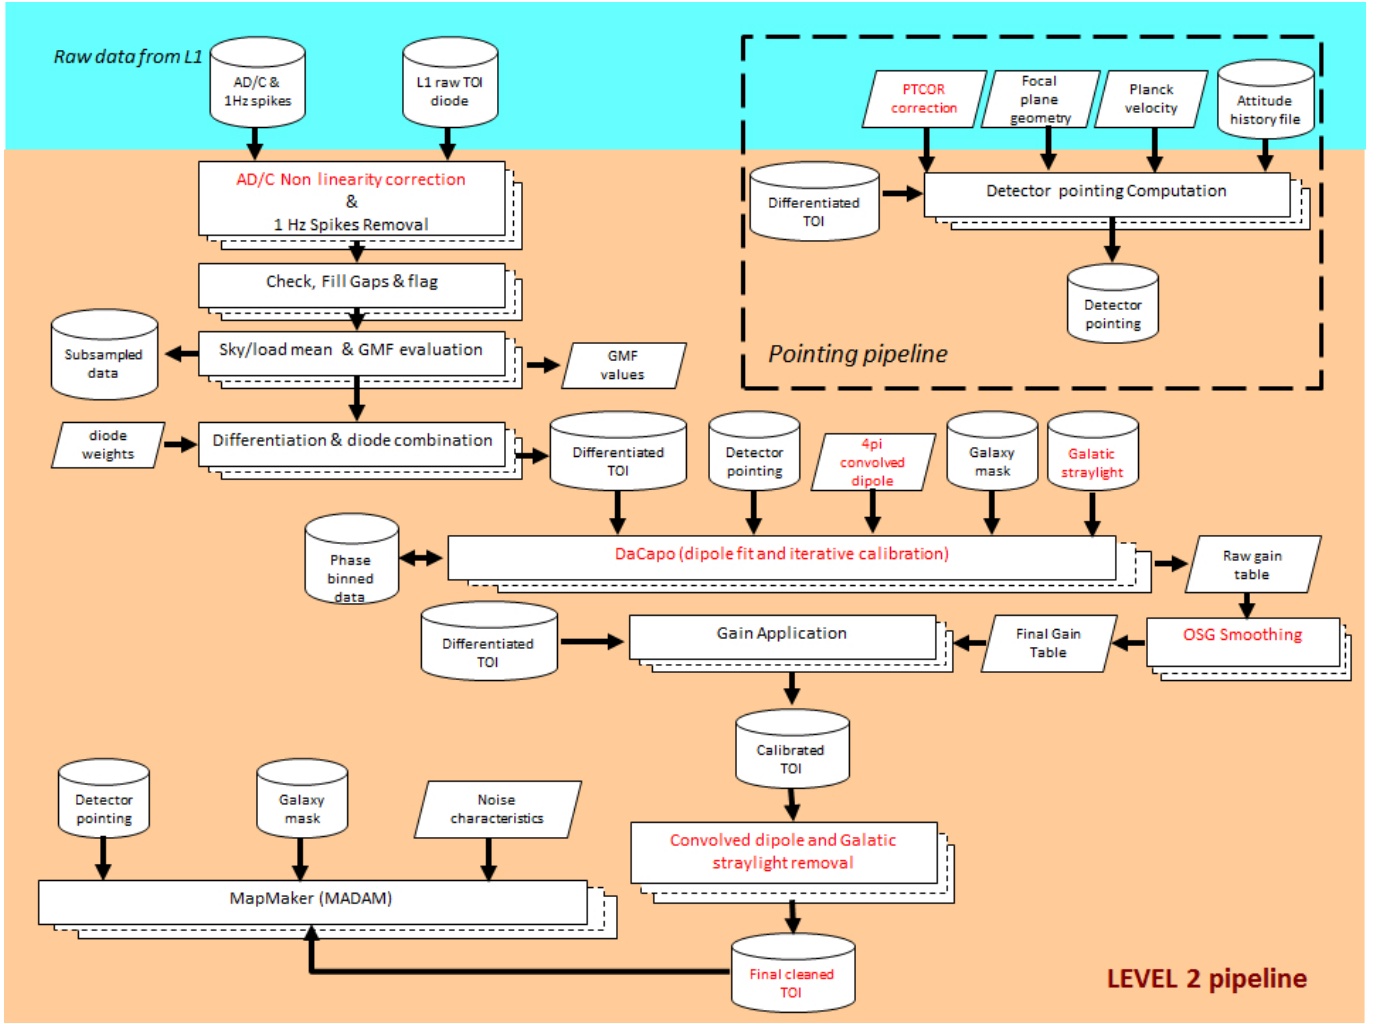 Raw data from L1
AD/C &
1Hz spikes
L1 raw TOI
diode
PTCOR
correction
Focal
plane
geometry
Planck
velocity
Attitude
history file
AD/C Non linearity correction
&
1 Hz Spikes Removal
Differentiated
TOI
Detector pointing Computation
Check, Fill Gaps & flag
Detector
pointing
Pointing pipeline
Subsampled
data
Sky/load mean & GMF evaluation
GMF
values
diode
weights
Differentiation & diode combination
Differentiated
TOI
Detector
pointing
4pi
convolved
dipole
Galaxy
mask
Galatic
straylight
Phase
binned
data
DaCapo (dipole fit and iterative calibration)
Raw gain
table
Differentiated
TOI
Gain Application
Final Gain
Table
OSG Smoothing
Calibrated
TOI
Detector
pointing
Galaxy
mask
Noise
characteristics
Convolved dipole and Galatic
straylight removal
MapMaker (MADAM)
Final cleaned
TOI
LEVEL 2 pipeline